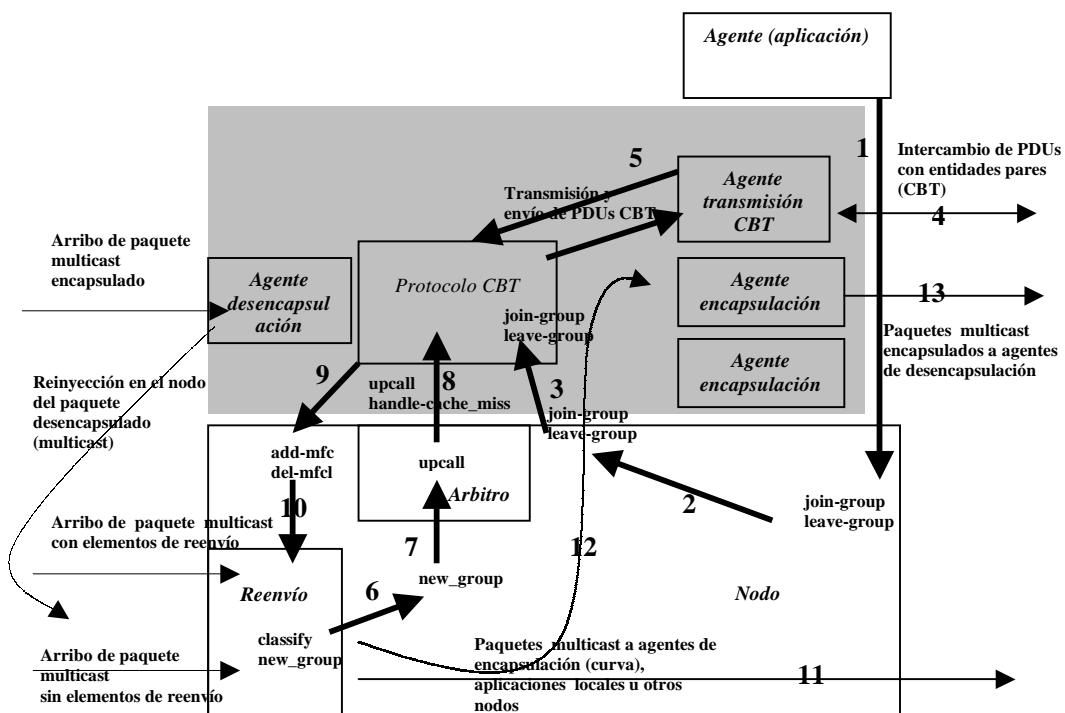 Agente (aplicación)
1
Intercambio de PDUs
con entidades pares
(CBT)
4
5
Agente
transmisión
CBT
Transmisión y
envío de PDUs CBT
Arribo de paquete
multicast
encapsulado
Agente
desencapsul
ación
Protocolo CBT
join-group
leave-group
Agente
encapsulación
13
Paquetes multicast
encapsulados a agentes
de desencapsulación
Agente
encapsulación
Reinyección en el nodo
del paquete
desencapsulado
(multicast)
9
upcall
handle-cache_miss
8
3
join-group
leave-group
add-mfc
del-mfcl
10
upcall
Arbitro
2
join-group
leave-group
Arribo de paquete multicast
con elementos de reenvío
7
12
new_group
Reenvío
6
Nodo
classify
new_group
Arribo de paquete
multicast
sin elementos de reenvío
Paquetes multicast a agentes de
encapsulación (curva),
aplicaciones locales u otros
nodos
11